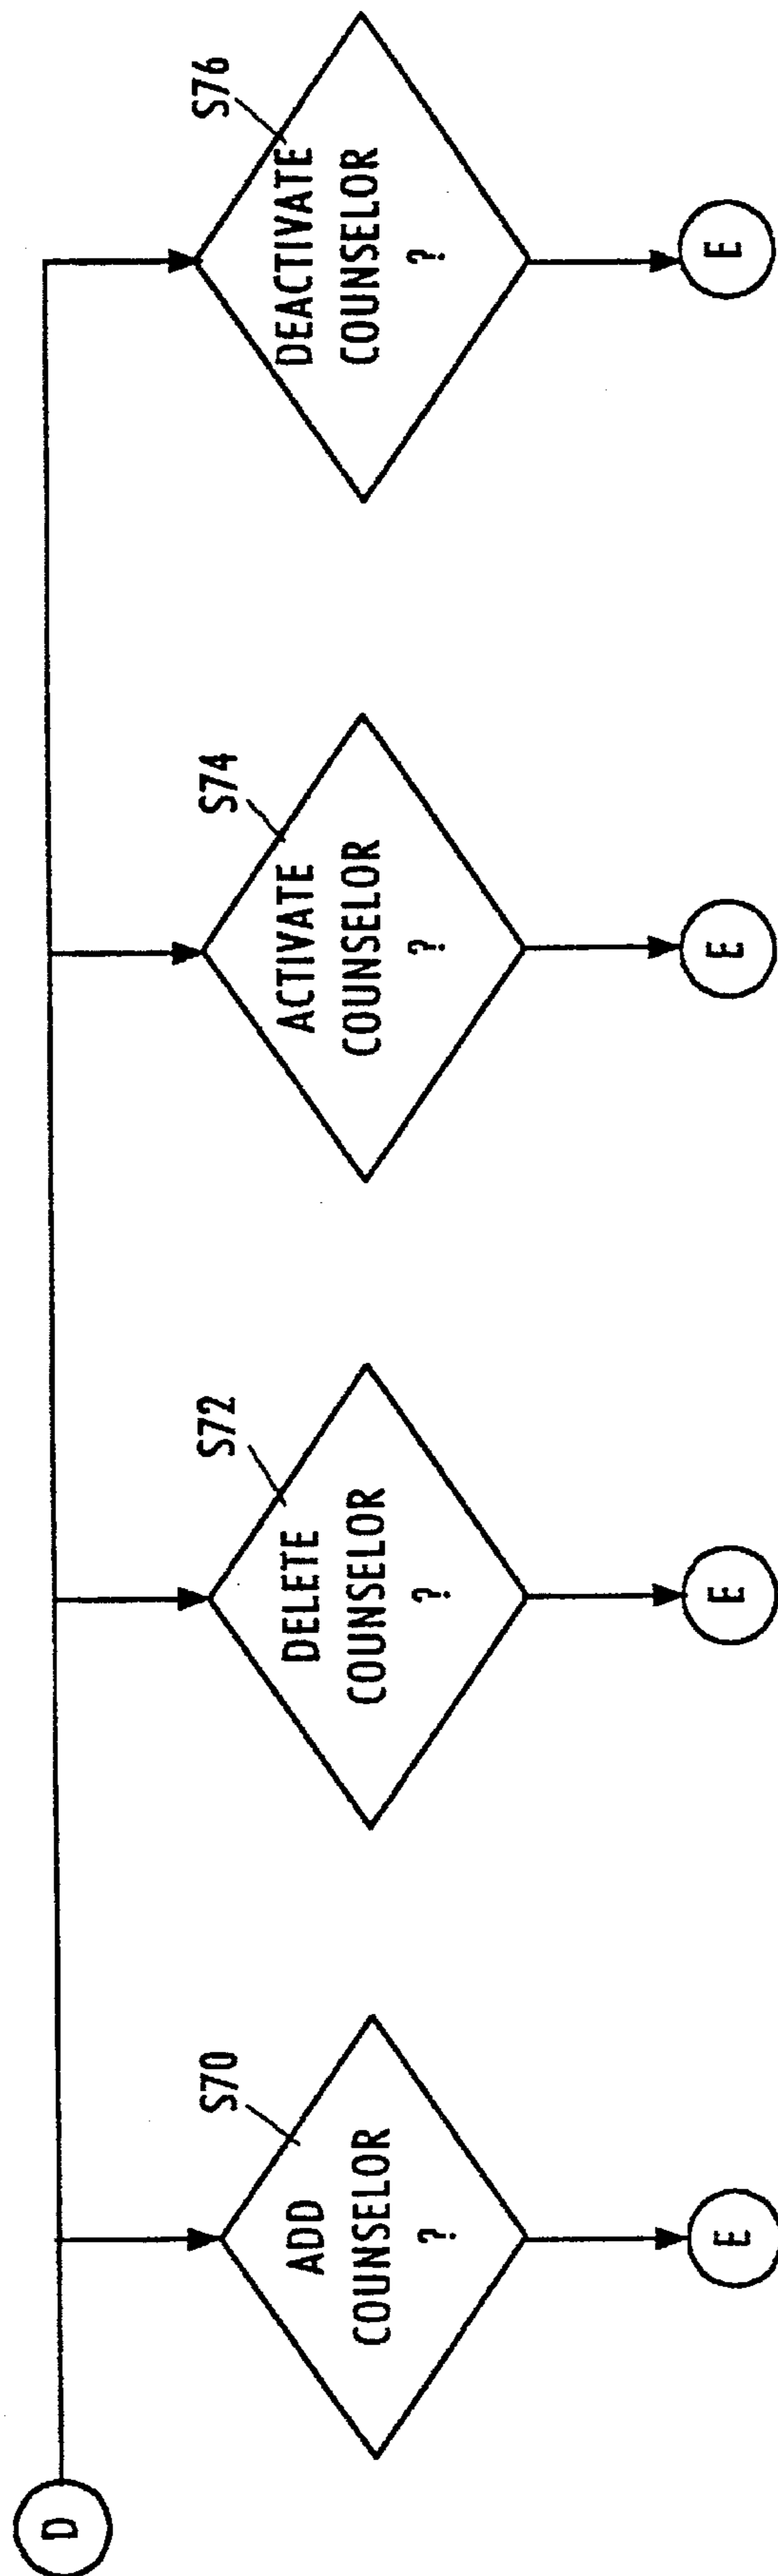 D
S70
ADD
COUNSELOR
?
E
S72
DELETE
COUNSELOR
?
E
S74
ACTIVATE
COUNSELOR
?
E
S76
DEACTIVATE
COUNSELOR
?
E